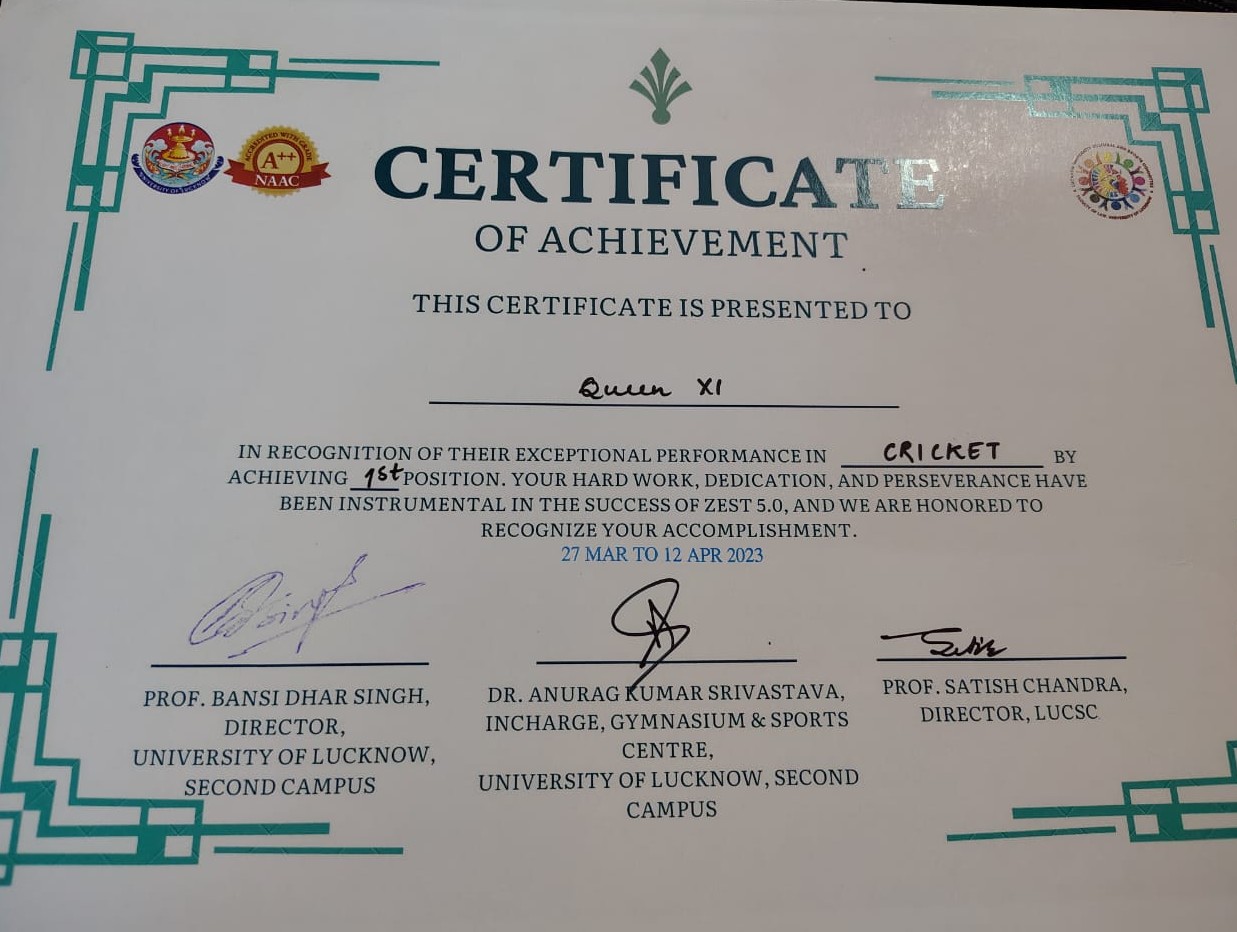 UNIVERSITY OF LUCKNOW
ACCREDITED WITH GRADE
A++
NAAC
CERTIFICATE
OF ACHIEVEMENT
THIS CERTIFICATE IS PRESENTED TO
Queen XI
IN RECOGNITION OF THEIR EXCEPTIONAL PERFORMANCE IN CRICKET BY
ACHIEVING 1st POSITION. YOUR HARD WORK, DEDICATION, AND PERSEVERANCE HAVE
BEEN INSTRUMENTAL IN THE SUCCESS OF ZEST 5.0, AND WE ARE HONORED TO
RECOGNIZE YOUR ACCOMPLISHMENT.
27 MAR TO 12 APR 2023
PROF. BANSI DHAR SINGH,
DIRECTOR,
UNIVERSITY OF LUCKNOW,
SECOND CAMPUS
DR. ANURAG KUMAR SRIVASTAVA,
INCHARGE, GYMNASIUM & SPORTS
CENTRE,
UNIVERSITY OF LUCKNOW, SECOND
CAMPUS
PROF. SATISH CHANDRA,
DIRECTOR, LUCSC